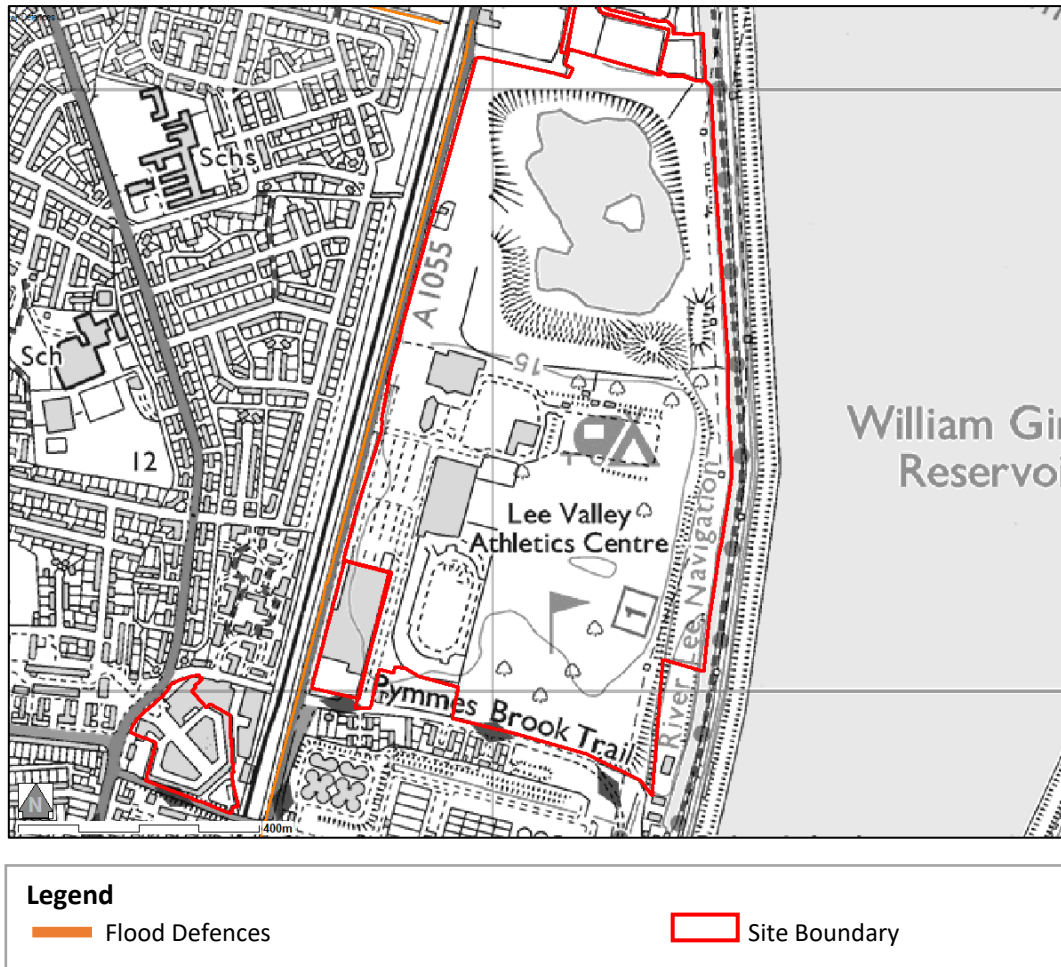 Schs
A1055
Sch
15
William Gir
Reservoi
12
Lee Valley
Athletics Centre
River Lee Navigation
1
Pymmes Brook Trail
N
400m
Legend
Flood Defences
Site Boundary